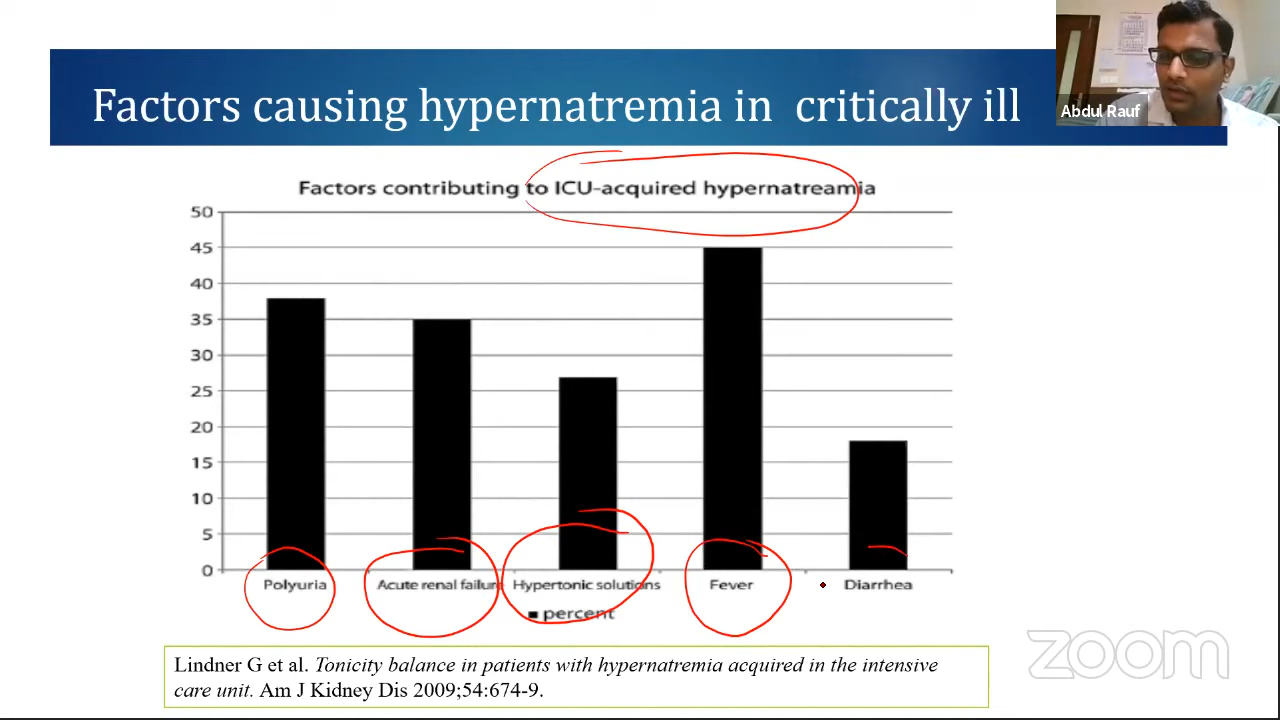 Factors causing hypernatremia in critically ill
Abdul Rauf
Factors contributing to ICU-acquired hypernatreamia
50
45
40
35
30
25
20
15
10
5
0
Polyuria Acute renal failure Hypertonic solutions Fever Diarrhea
percent
Lindner G et al. Tonicity balance in patients with hypernatremia acquired in the intensive
care unit. Am J Kidney Dis 2009;54:674-9.
zoom